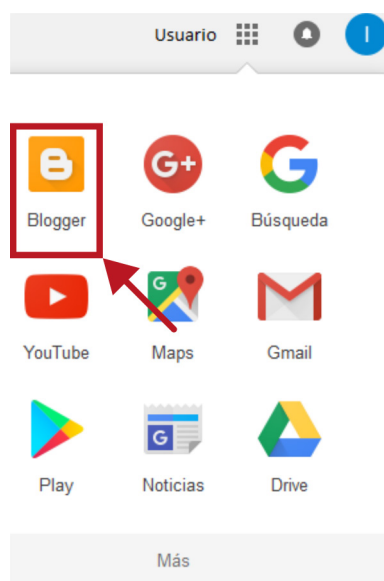 Usuario I
Blogger Google+ Búsqueda
YouTube Maps Gmail
Play Noticias Drive
Más